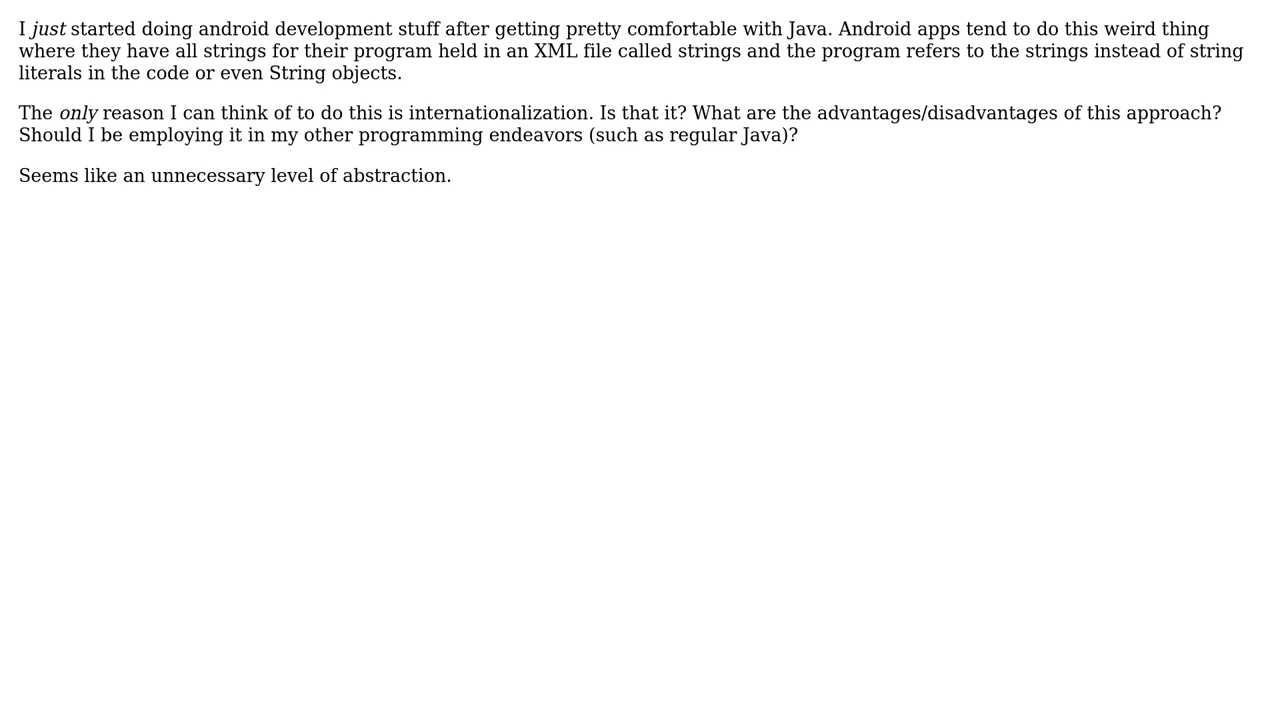 I just started doing android development stuff after getting pretty comfortable with Java. Android apps tend to do this weird thing
where they have all strings for their program held in an XML file called strings and the program refers to the strings instead of string
literals in the code or even String objects.
The only reason I can think of to do this is internationalization. Is that it? What are the advantages/disadvantages of this approach?
Should I be employing it in my other programming endeavors (such as regular Java)?
Seems like an unnecessary level of abstraction.